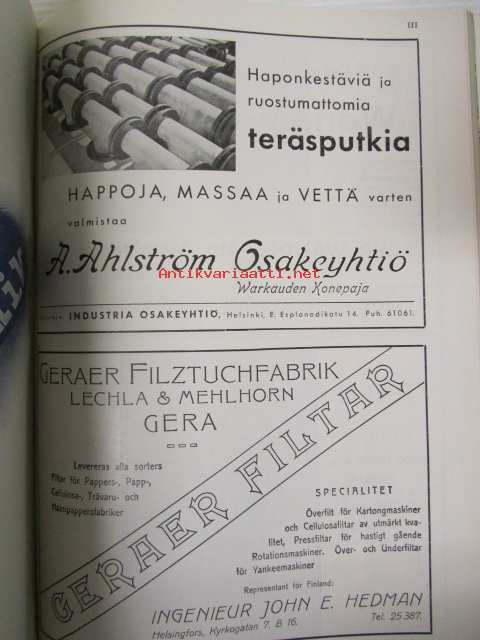 III
Haponkestäviä ja
ruostumattomia
teräsputkia
HAPPOJA, MASSAA ja VETTÄ varten
valmistaa
A. Ahlström Osakeyhtiö
Antikvariaatti.net
Warkauden Konepaja
INDUSTRIA OSAKEYHTIÖ, Helsinki, E. Esplanadikatu 14. Puh. 61061.
GERAER FILZTUCHFABRIK
LECHLA & MEHLHORN
GERA
GERAER FILTAR
Levereras alla sorters
Filtar för Pappers-, Papp-,
Cellulosa-, Trävaru- och
Halmpappersfabriker
SPECIALITET
Överfilt för Kartongmaskiner
och Cellulosafiltar av utmärkt kva-
litet, Pressfiltar för hastigt gående
Rotationsmaskiner. Över- och Underfiltar
för Yankeemaskiner
Representant för Finland:
INGENIEUR JOHN E. HEDMAN
Helsingfors, Kyrkogatan 7, B. 16, Tel. 25 387.